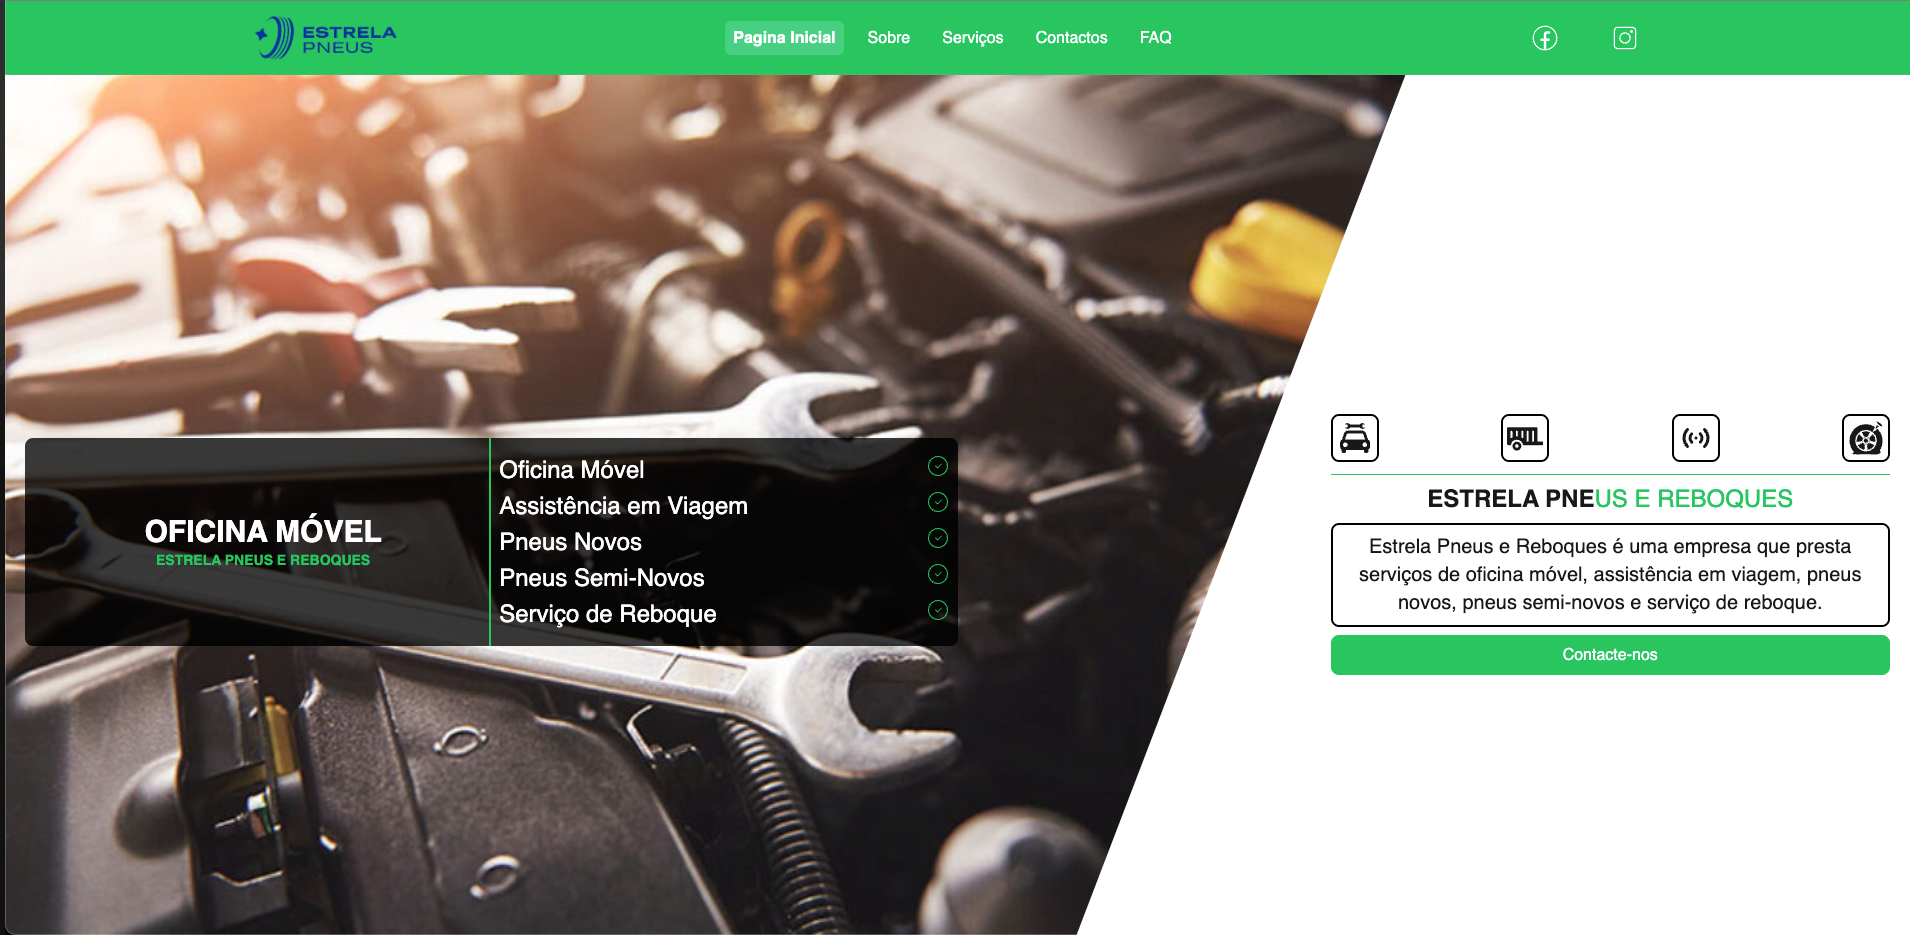 ESTRELA
PNEUS
Pagina Inicial
Sobre
Serviços
Contactos
FAQ
OFICINA MÓVEL
ESTRELA PNEUS E REBOQUES
Oficina Móvel
Assistência em Viagem
Pneus Novos
Pneus Semi-Novos
Serviço de Reboque
ESTRELA PNEUS E REBOQUES
Estrela Pneus e Reboques é uma empresa que presta
serviços de oficina móvel, assistência em viagem, pneus
novos, pneus semi-novos e serviço de reboque.
Contacte-nos